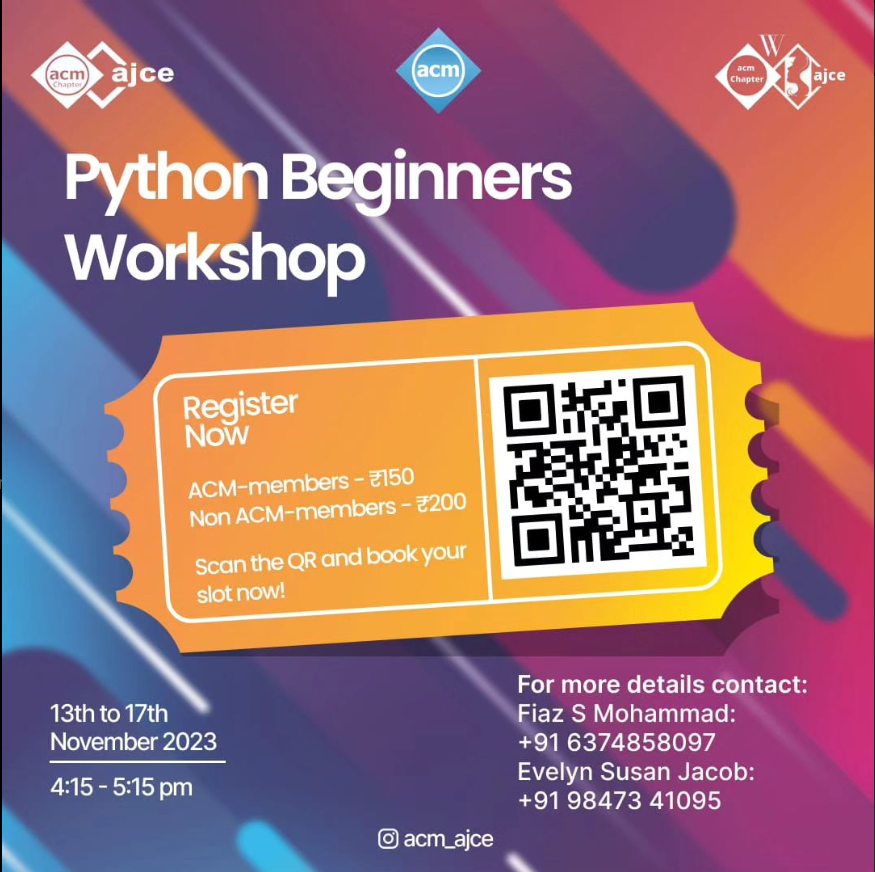 acm
Chapter
ajce
acm
W
acm
Chapter
ajce
Python Beginners
Workshop
Register
Now
ACM-members - ₹150
Non ACM-members - ₹200
Scan the QR and book your
slot now!
13th to 17th
November 2023
4:15 - 5:15 pm
For more details contact:
Fiaz S Mohammad:
+91 6374858097
Evelyn Susan Jacob:
+91 98473 41095
acm_ajce